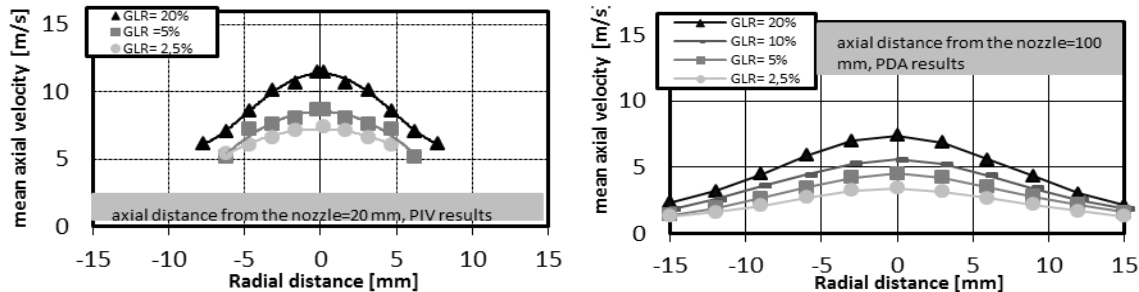 mean axial velocity [m/s]
15
10
5
0
GLR= 20%
GLR =5%
GLR= 2,5%
axial distance from the nozzle=20 mm, PIV results
-15 -10 -5 0 5 10 15
Radial distance [mm]
mean axial velocity [m/s]
15
10
5
0
GLR= 20%
GLR= 10%
GLR= 5%
GLR= 2,5%
axial distance from the nozzle=100
mm, PDA results
-15 -10 -5 0 5 10 15
Radial distance [mm]